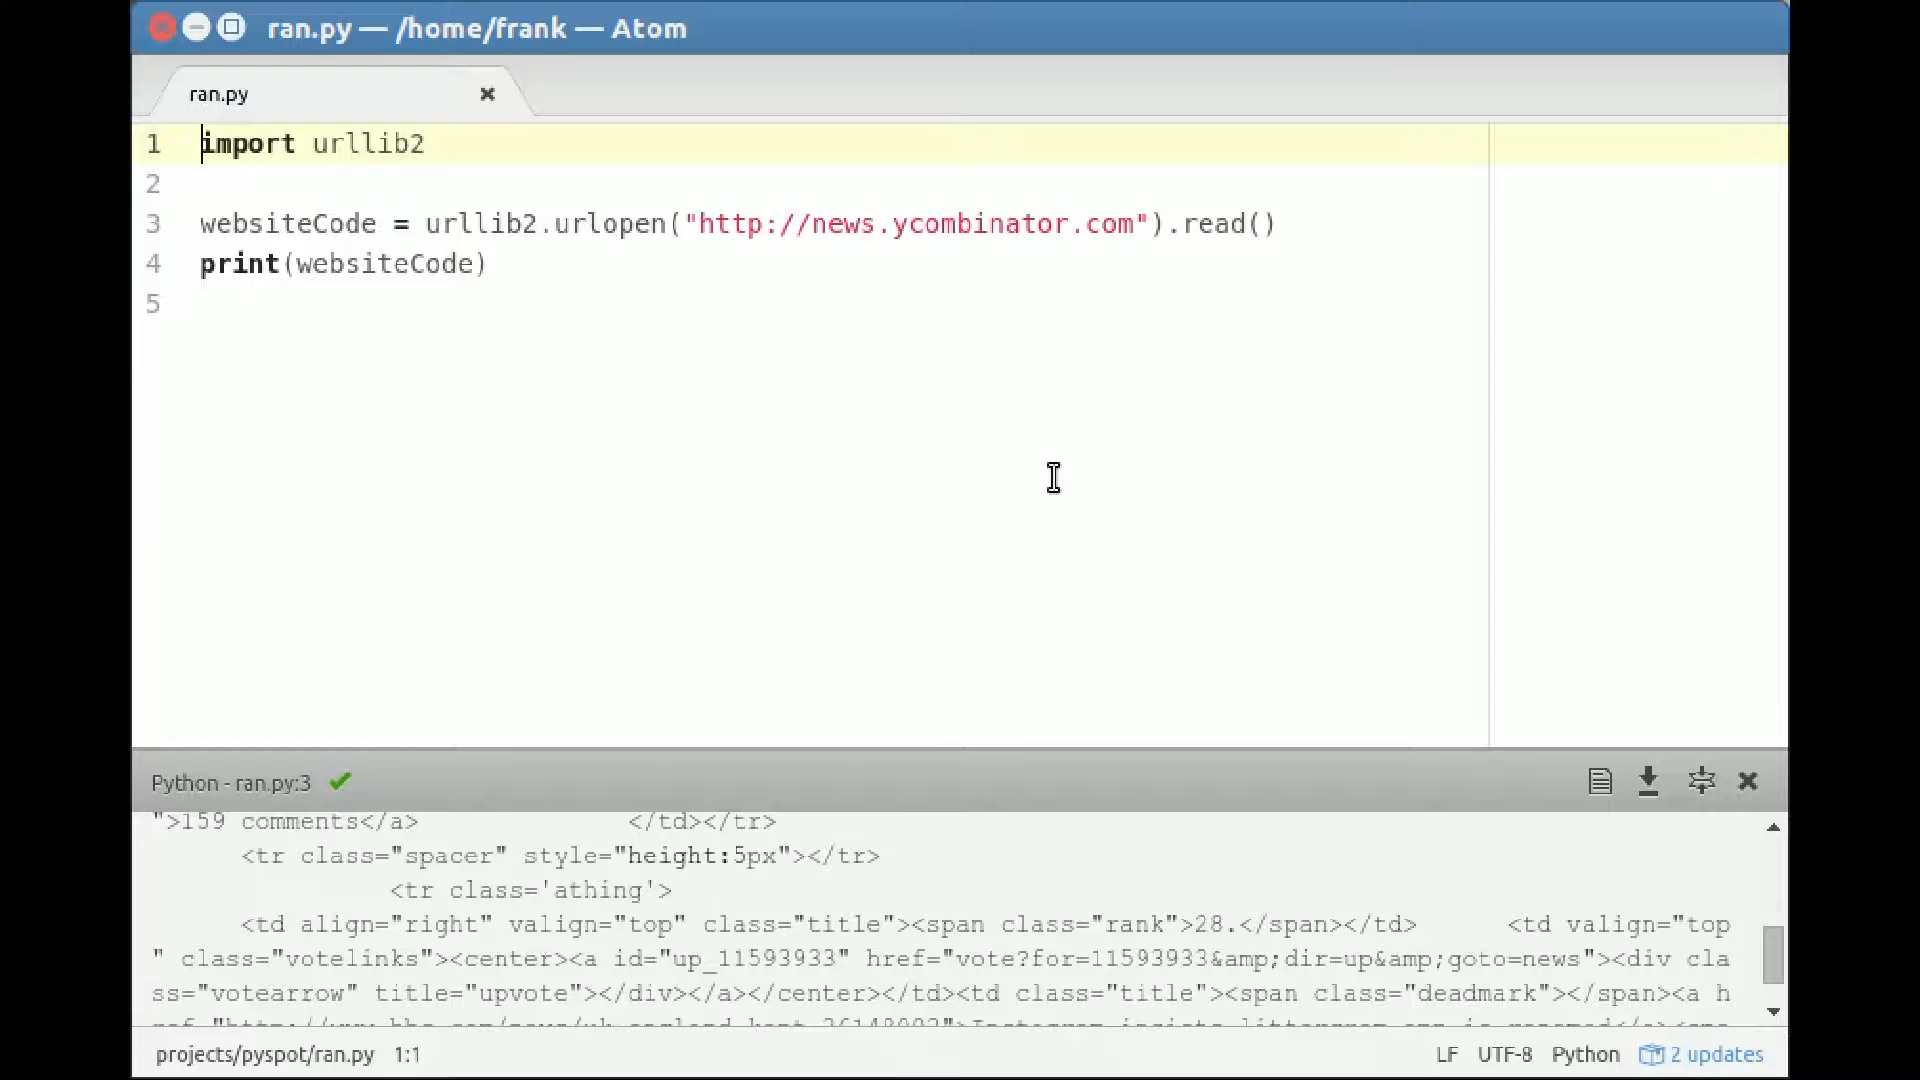 ran.py — /home/frank — Atom
ran.py
1 import urllib2
2
3 websiteCode = urllib2.urlopen("http://news.ycombinator.com").read()
4 print(websiteCode)
5
Python - ran.py:3
">159 comments</a>              </td></tr>
      <tr class="spacer" style="height:5px"></tr>
                <tr class='athing'>
      <td align="right" valign="top" class="title"><span class="rank">28.</span></td>      <td valign="top
" class="votelinks"><center><a id="up_11593933" href="vote?for=11593933&amp;dir=up&amp;goto=news"><div cla
ss="votearrow" title="upvote"></div></a></center></td><td class="title"><span class="deadmark"></span><a h
projects/pyspot/ran.py 1:1
LF UTF-8 Python 2 updates